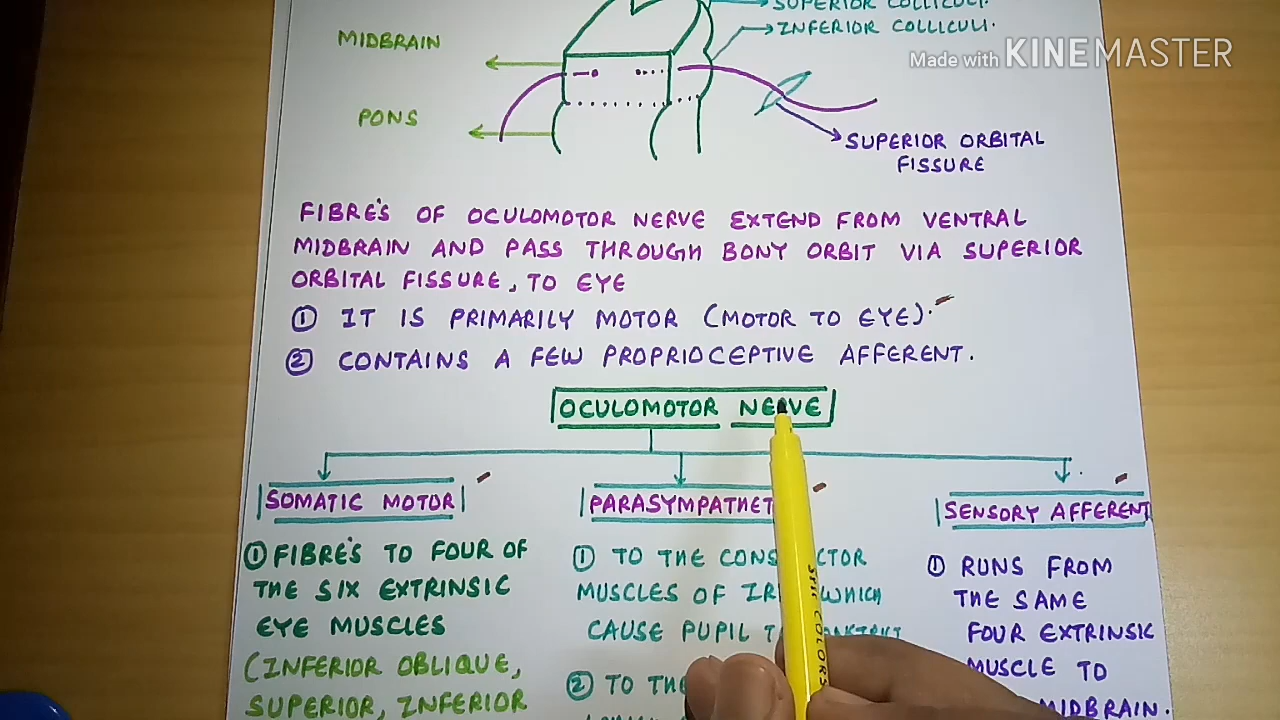 SUPERIOR COLLICULI.
INFERIOR COLLICULI.
Made with KINEMASTER
MIDBRAIN
PONS
SUPERIOR ORBITAL
FISSURE
FIBRE'S OF OCULOMOTOR NERVE EXTEND FROM VENTRAL
MIDBRAIN AND PASS THROUGH BONY ORBIT VIA SUPERIOR
ORBITAL FISSURE, TO EYE
① IT IS PRIMARILY MOTOR (MOTOR TO EYE).
② CONTAINS A FEW PROPRIOCEPTIVE AFFERENT.
OCULOMOTOR NERVE
SOMATIC MOTOR
① FIBRE'S TO FOUR OF
THE SIX EXTRINSIC
EYE MUSCLES
(INFERIOR OBLIQUE,
SUPERIOR, INFERIOR
PARASYMPATHET
① TO THE CONS CTOR
MUSCLES OF IR WHICH
CAUSE PUPIL T
② TO THE
SENSORY AFFERENT
① RUNS FROM
THE SAME
FOUR EXTRINSIC
MUSCLE TO
MIDBRAIN.